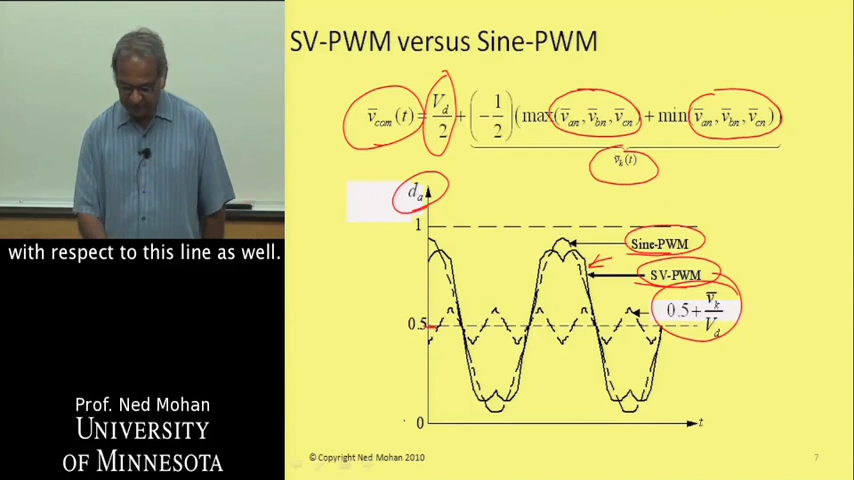 SV-PWM versus Sine-PWM
v̄com(t) = Vd/2 + (-1/2)(max(v̄an, v̄bn, v̄cn) + min(v̄an, v̄bn, v̄cn)
v̄k(t)
da
1
Sine-PWM
SV-PWM
0.5 + v̄k/Vd
0.5
0
t
with respect to this line as well.
Prof. Ned Mohan
UNIVERSITY
OF MINNESOTA
© Copyright Ned Mohan 2010
7